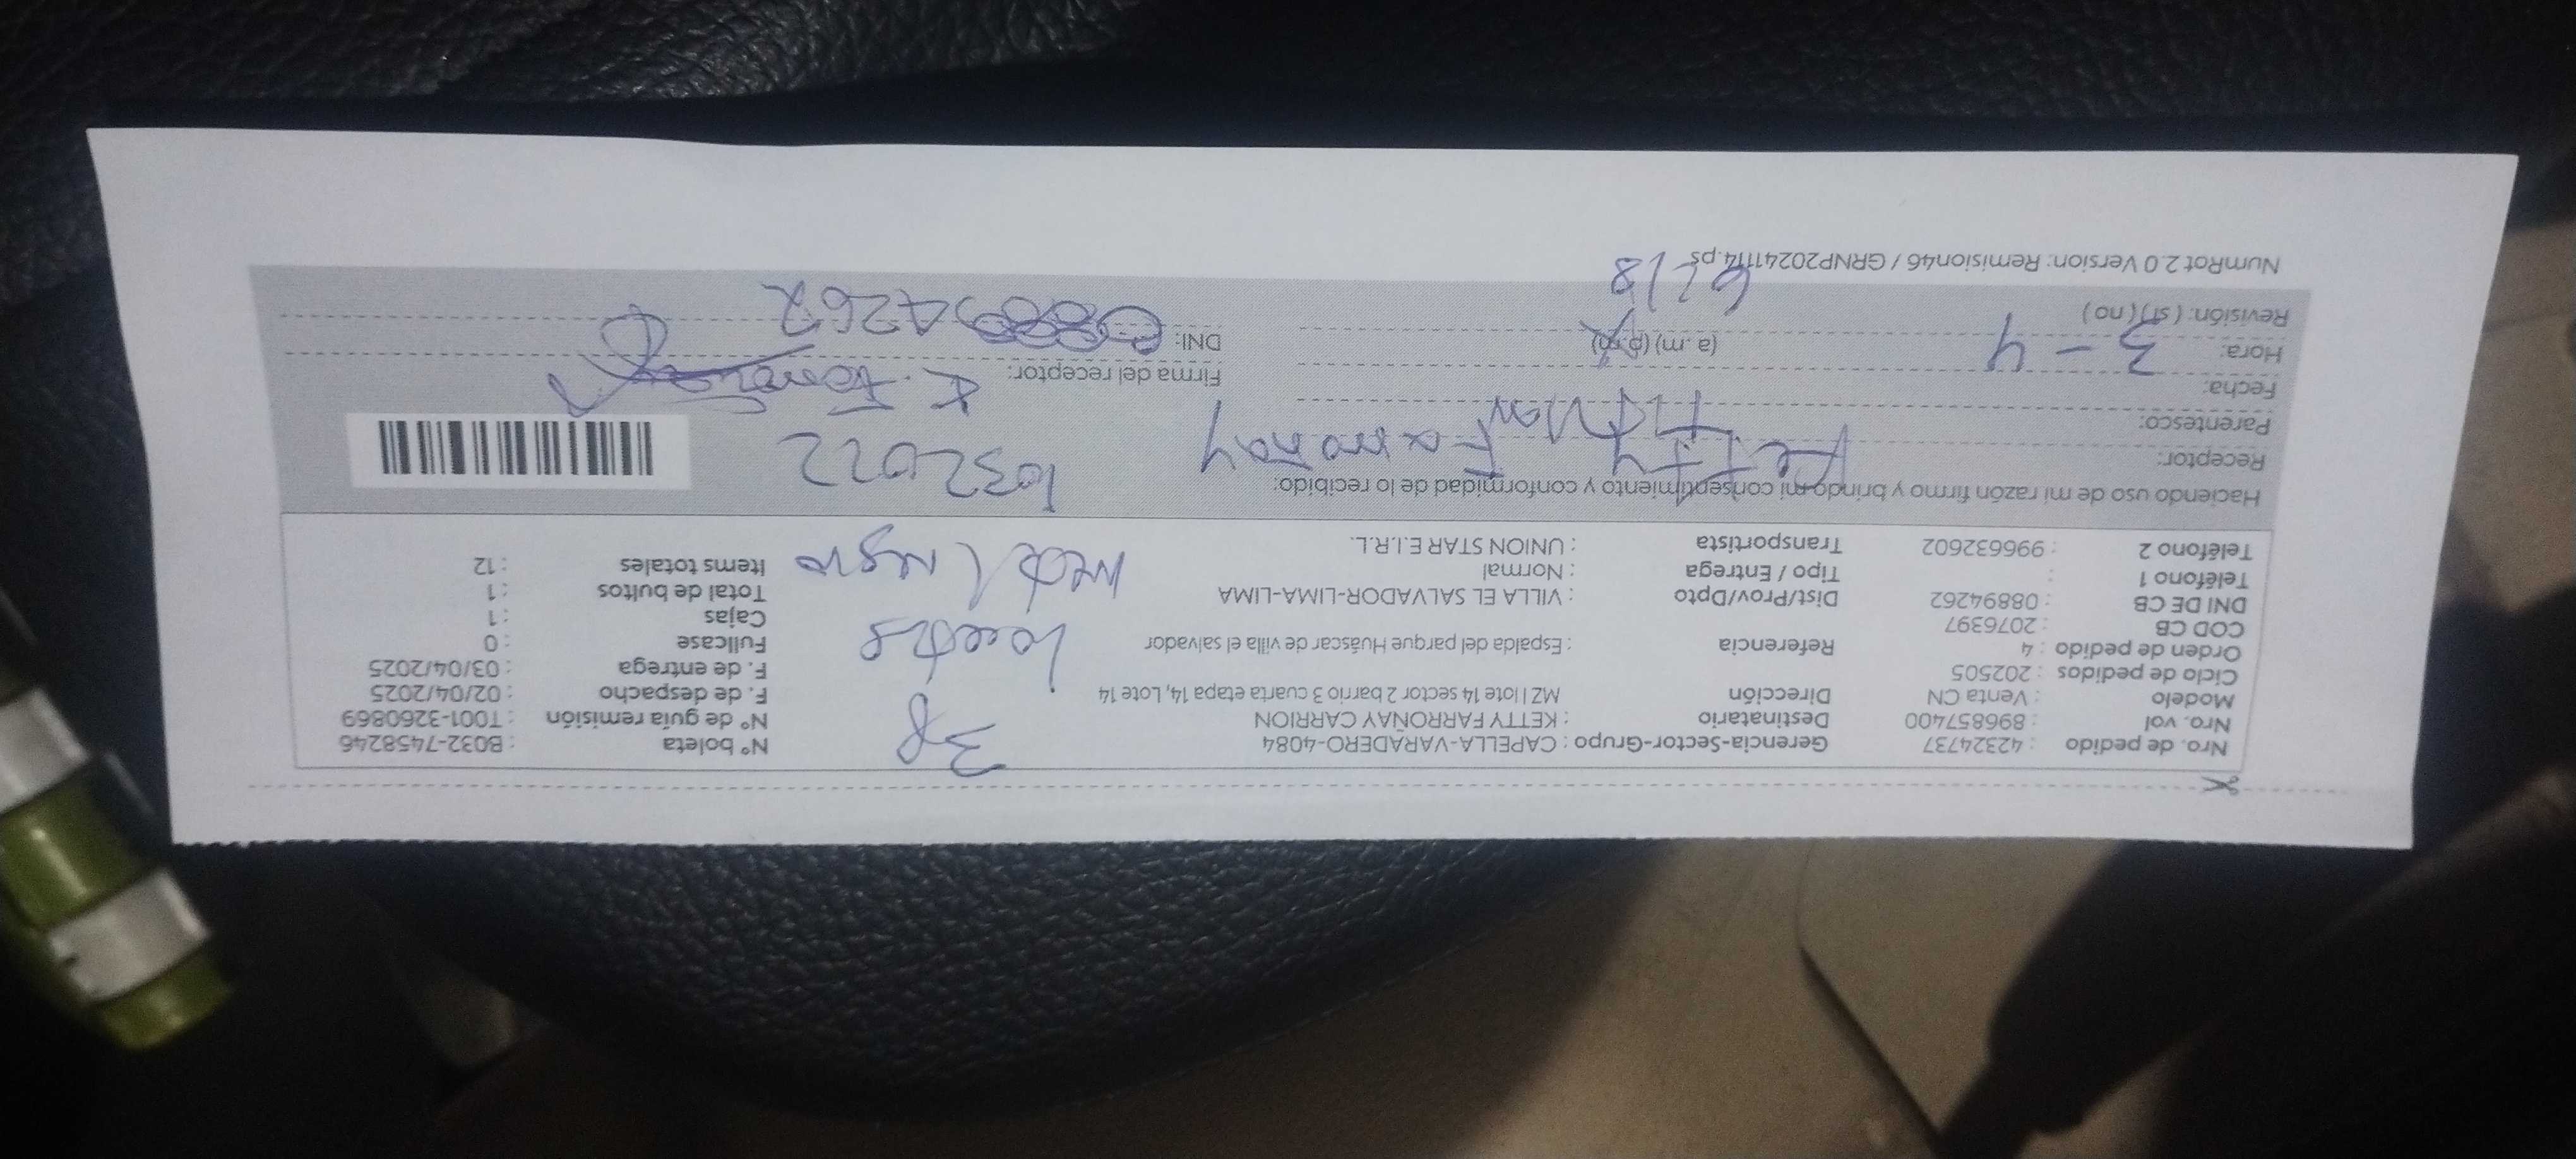 Nro. de pedido : 42324737
Nro. vol : 896857400
Modelo : Venta CN
Ciclo de pedidos : 202505
Orden de pedido : 4
COD CB : 2076397
DNI DE CB : 08894262
Teléfono 1 :
Teléfono 2 : 996632602
Gerencia-Sector-Grupo : CAPELLA-VARADERO-4084
Destinatario : KETTY FARROÑAY CARRION
Dirección MZ I lote 14 sector 2 barrio 3 cuarta etapa 14, Lote 14
Referencia : Espalda del parque Huáscar de villa el salvador
Dist/Prov/Dpto : VILLA EL SALVADOR-LIMA-LIMA
Tipo / Entrega : Normal
Transportista : UNION STAR E.I.R.L.
3p
negro
N° boleta : B032-7458246
N° de guía remisión : T001-3260869
F. de despacho : 02/04/2025
F. de entrega : 03/04/2025
Fullcase : 0
Cajas : 1
Total de bultos : 1
Items totales : 12
Haciendo uso de mi razón firmo y brindo mi consentimiento y conformidad de lo recibido:
1032022
Receptor: Ketty Farroñay
Parentesco:
Fecha: 3-4
Hora: (a.m) (p.m)
Revisión: (si) (no)
Firma del receptor:
DNI: 08894262
NumRot 2.0 Version: Remision46 / GRNP20241114.ps